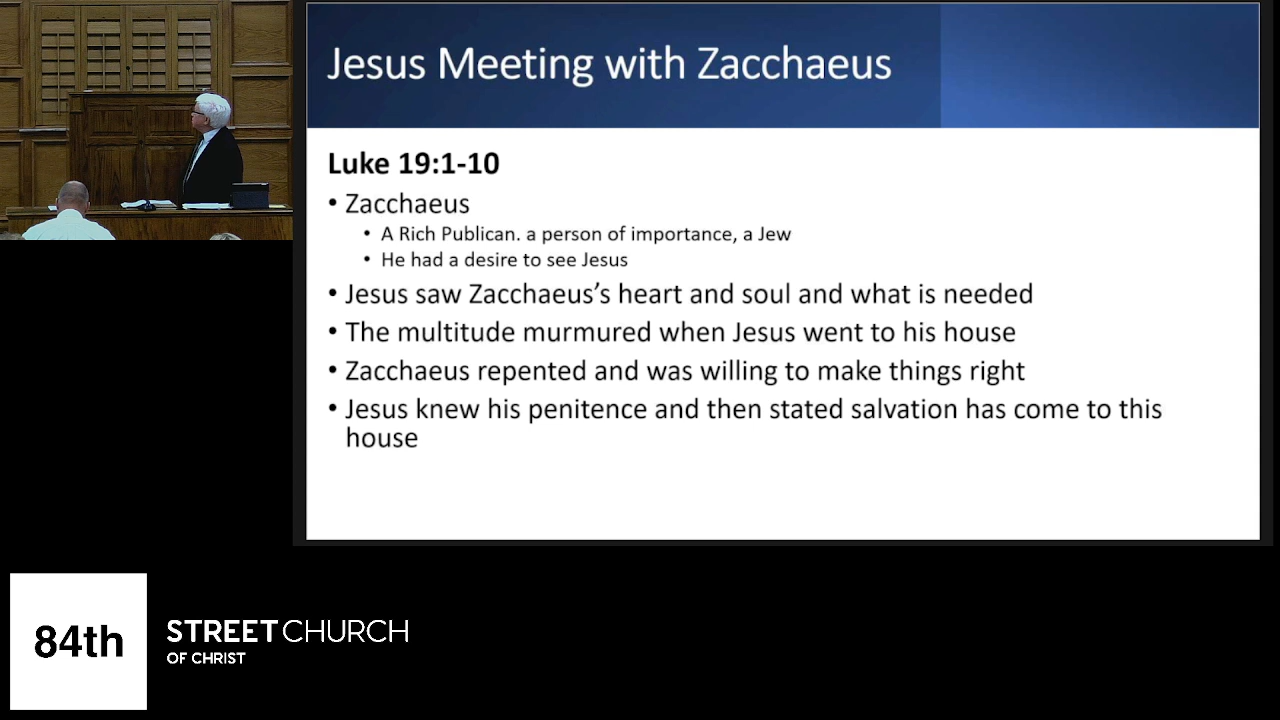 Jesus Meeting with Zacchaeus
Luke 19:1-10
• Zacchaeus
• A Rich Publican. a person of importance, a Jew
• He had a desire to see Jesus
• Jesus saw Zacchaeus’s heart and soul and what is needed
• The multitude murmured when Jesus went to his house
• Zacchaeus repented and was willing to make things right
• Jesus knew his penitence and then stated salvation has come to this
house
84th
STREET CHURCH
OF CHRIST